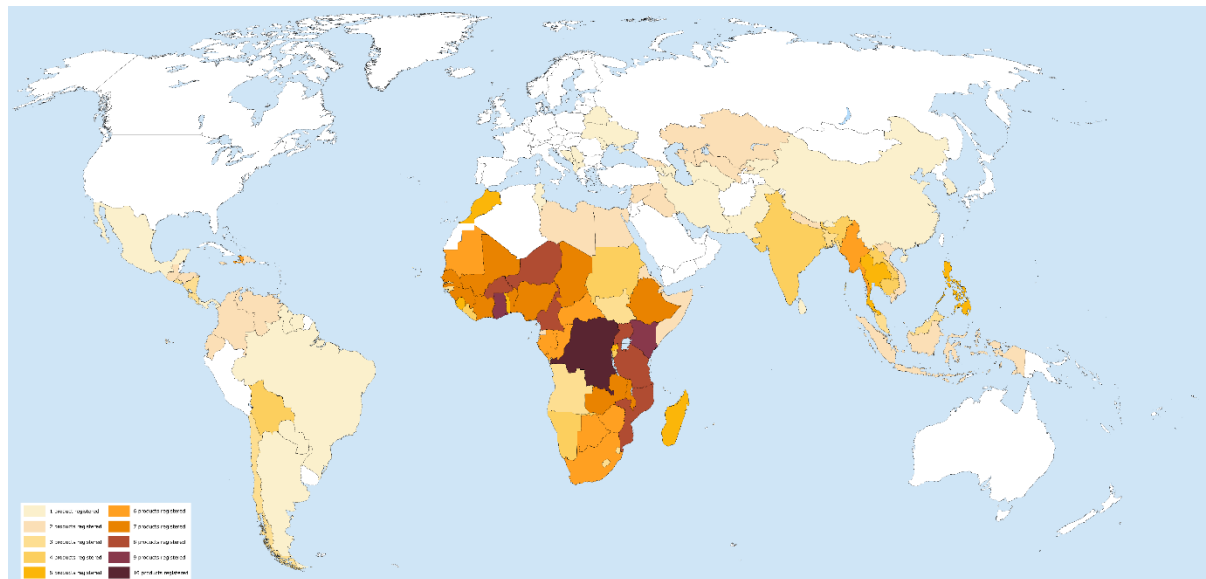 1 product registered
2 products registered
3 products registered
4 products registered
5 products registered
6 products registered
7 products registered
8 products registered
9 products registered
10 products registered